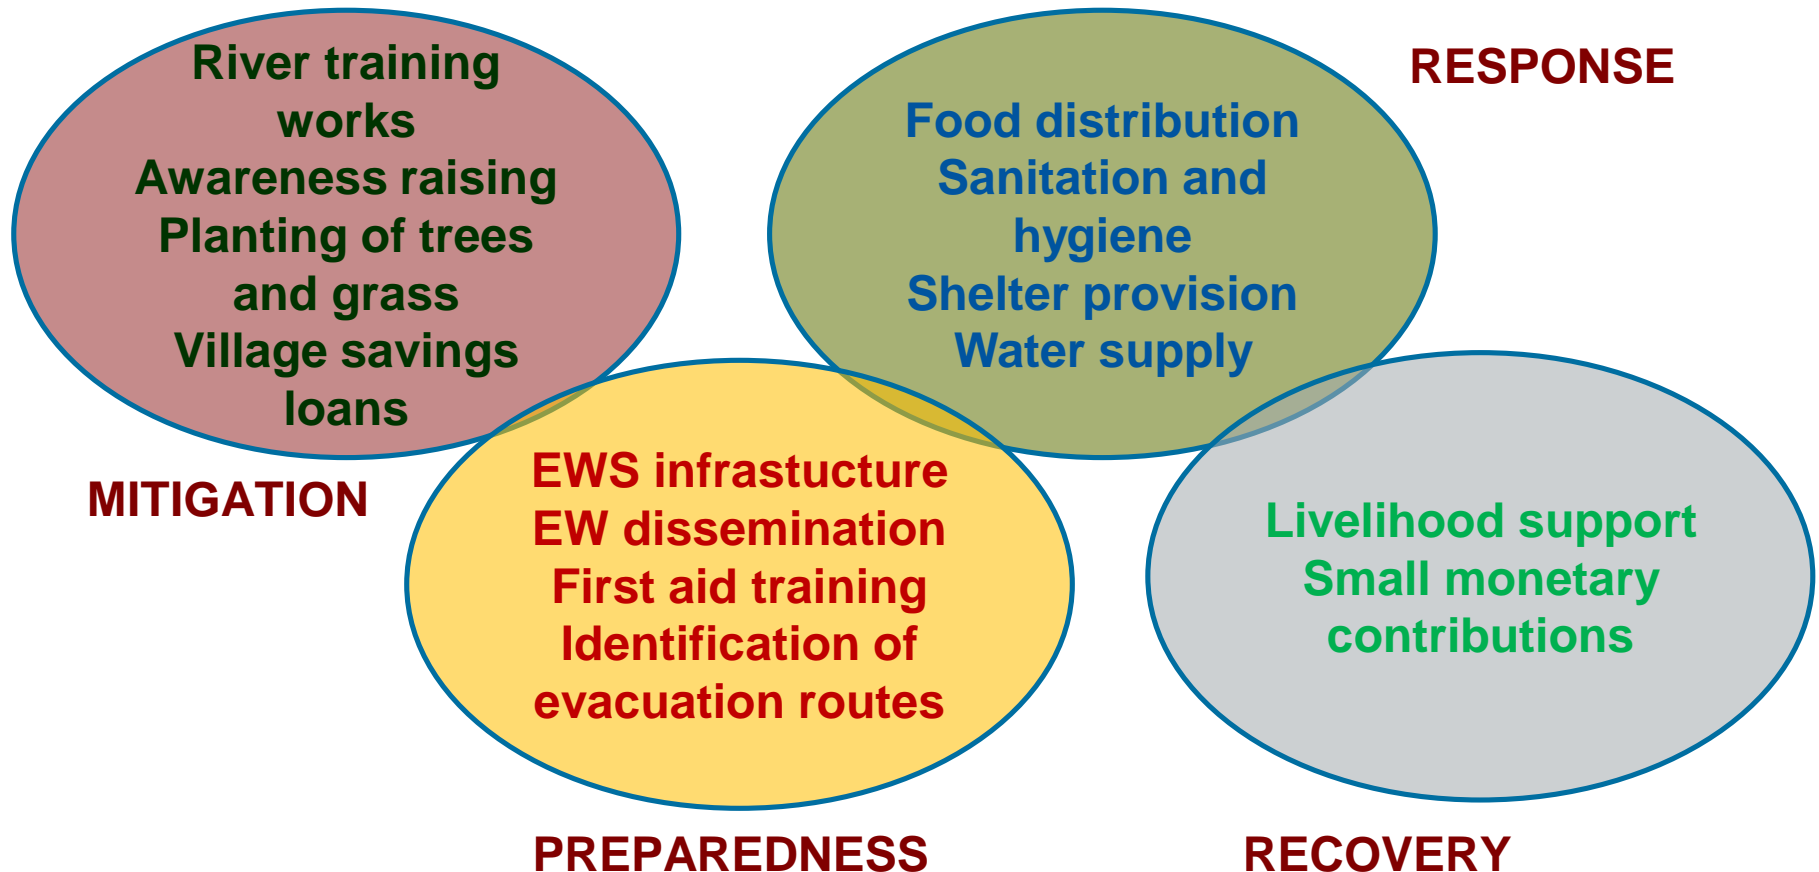 River training
works
Awareness raising
Planting of trees
and grass
Village savings
loans
MITIGATION
RESPONSE
Food distribution
Sanitation and
hygiene
Shelter provision
Water supply
EWS infrastucture
EW dissemination
First aid training
Identification of
evacuation routes
PREPAREDNESS
Livelihood support
Small monetary
contributions
RECOVERY